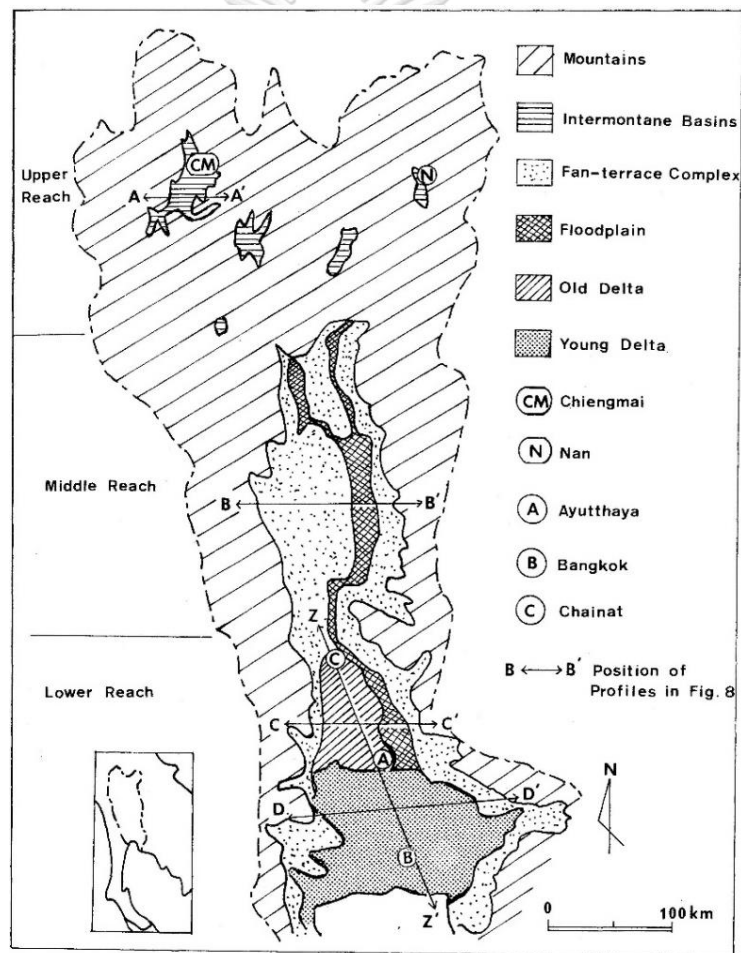 Mountains
Intermontane Basins
Fan-terrace Complex
Floodplain
Old Delta
Young Delta
CM Chiengmai
N Nan
A Ayutthaya
B Bangkok
C Chainat
B B' Position of
Profiles in Fig. 8
Upper
Reach
CM
N
A A'
Middle Reach
B B'
Z
C
Lower Reach
C C'
A
D D'
N
B
Z'
0 100km